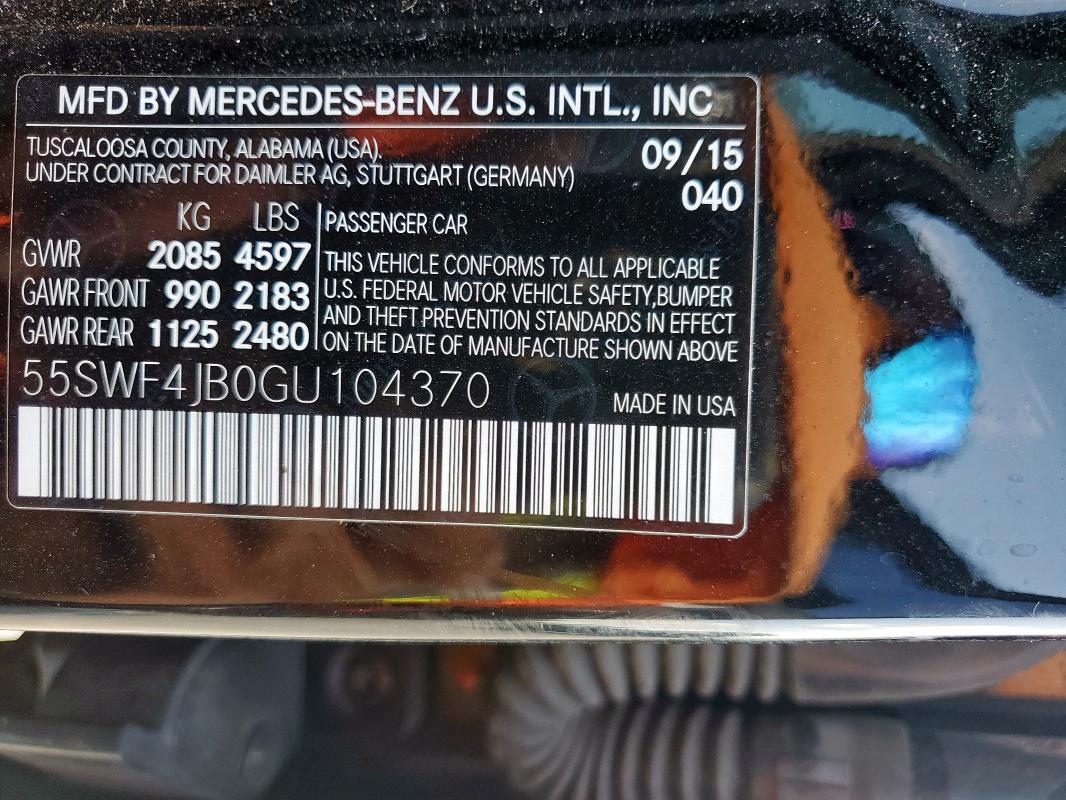 MFD BY MERCEDES-BENZ U.S. INTL., INC
TUSCALOOSA COUNTY, ALABAMA (USA).
UNDER CONTRACT FOR DAIMLER AG, STUTTGART (GERMANY)
09/15
040
KG LBS
GVWR 2085 4597
GAWR FRONT 990 2183
GAWR REAR 1125 2480
PASSENGER CAR
THIS VEHICLE CONFORMS TO ALL APPLICABLE
U.S. FEDERAL MOTOR VEHICLE SAFETY,BUMPER
AND THEFT PREVENTION STANDARDS IN EFFECT
ON THE DATE OF MANUFACTURE SHOWN ABOVE
55SWF4JB0GU104370
MADE IN USA